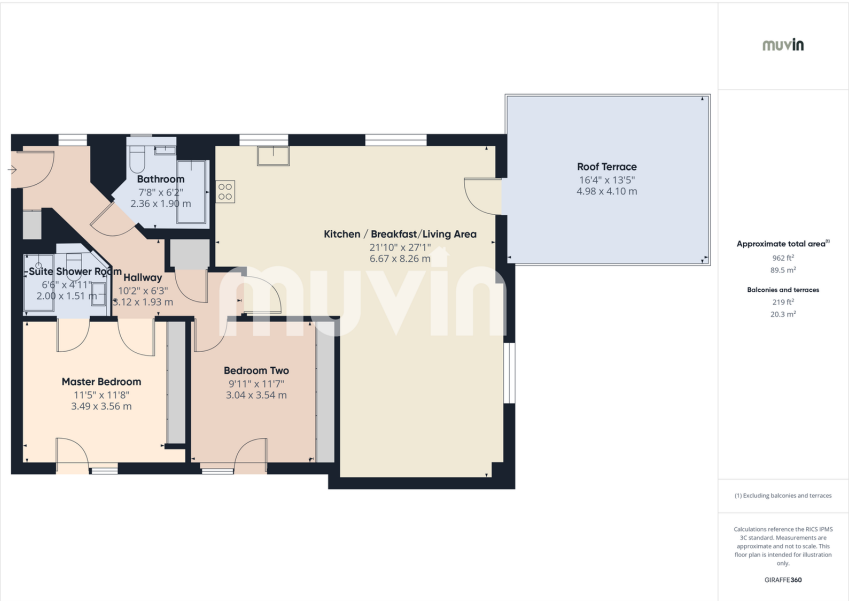 muvin
Roof Terrace
16'4" x 13'5"
4.98 x 4.10 m
Bathroom
7'8" x 6'2"
2.36 x 1.90 m
Kitchen / Breakfast/Living Area
21'10" x 27'1"
6.67 x 8.26 m
Suite Shower Room
6'6" x 4'11"
2.00 x 1.51 m
Hallway
10'2" x 6'3"
3.12 x 1.93 m
muvin
Master Bedroom
11'5" x 11'8"
3.49 x 3.56 m
Bedroom Two
9'11" x 11'7"
3.04 x 3.54 m
Approximate total area(1)
962 ft²
89.5 m²
Balconies and terraces
219 ft²
20.3 m²
(1) Excluding balconies and terraces
Calculations reference the RICS IPMS
3C standard. Measurements are
approximate and not to scale. This
floor plan is intended for illustration
only.
GIRAFFE360